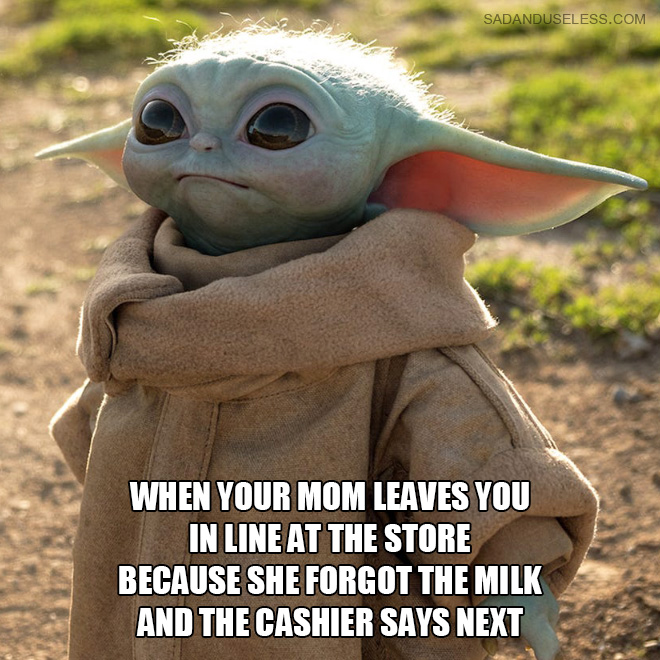 SADANDUSELESS.COM
WHEN YOUR MOM LEAVES YOU
IN LINE AT THE STORE
BECAUSE SHE FORGOT THE MILK
AND THE CASHIER SAYS NEXT